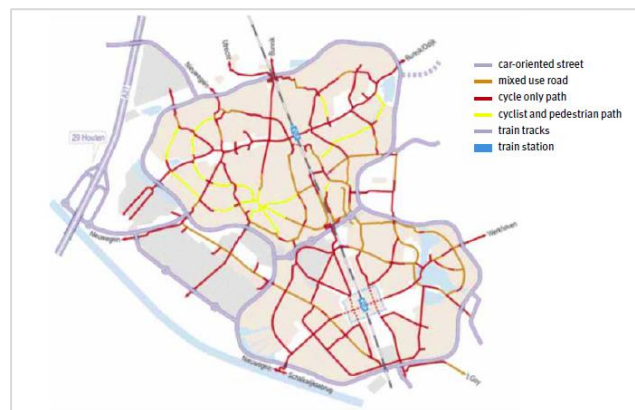 Utrecht
Bunnik
Bunnik/Odijk
Nieuwegein
A27
29 Houten
Nieuwegein
Werkhoven
Nieuwegein
Schalkwijkseweg
't Goy
car-oriented street
mixed use road
cycle only path
cyclist and pedestrian path
train tracks
train station